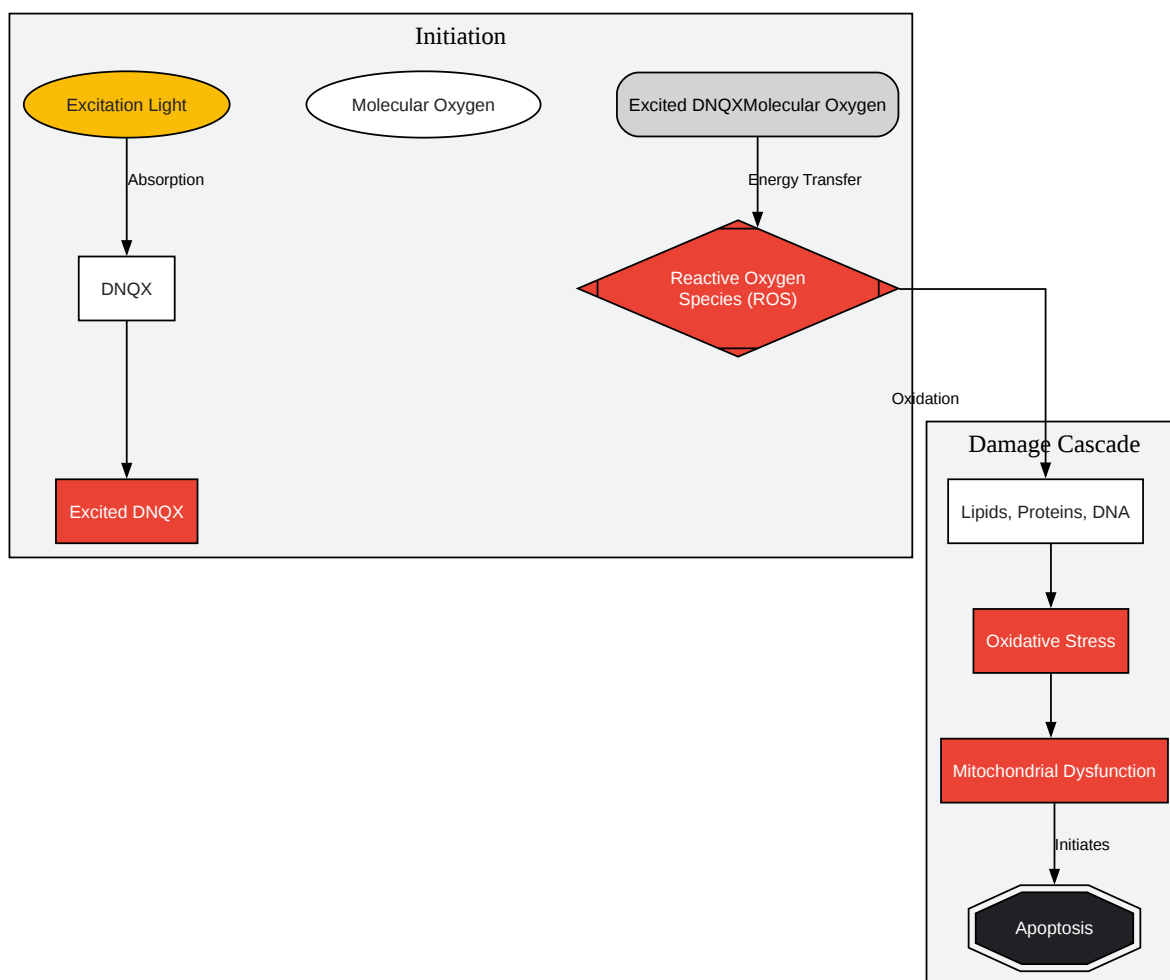 Initiation
Excitation Light
Molecular Oxygen
Excited DNQXMolecular Oxygen
Absorption
Energy Transfer
DNQX
Reactive Oxygen
Species (ROS)
Oxidation
Excited DNQX
Damage Cascade
Lipids, Proteins, DNA
Oxidative Stress
Mitochondrial Dysfunction
Initiates
Apoptosis